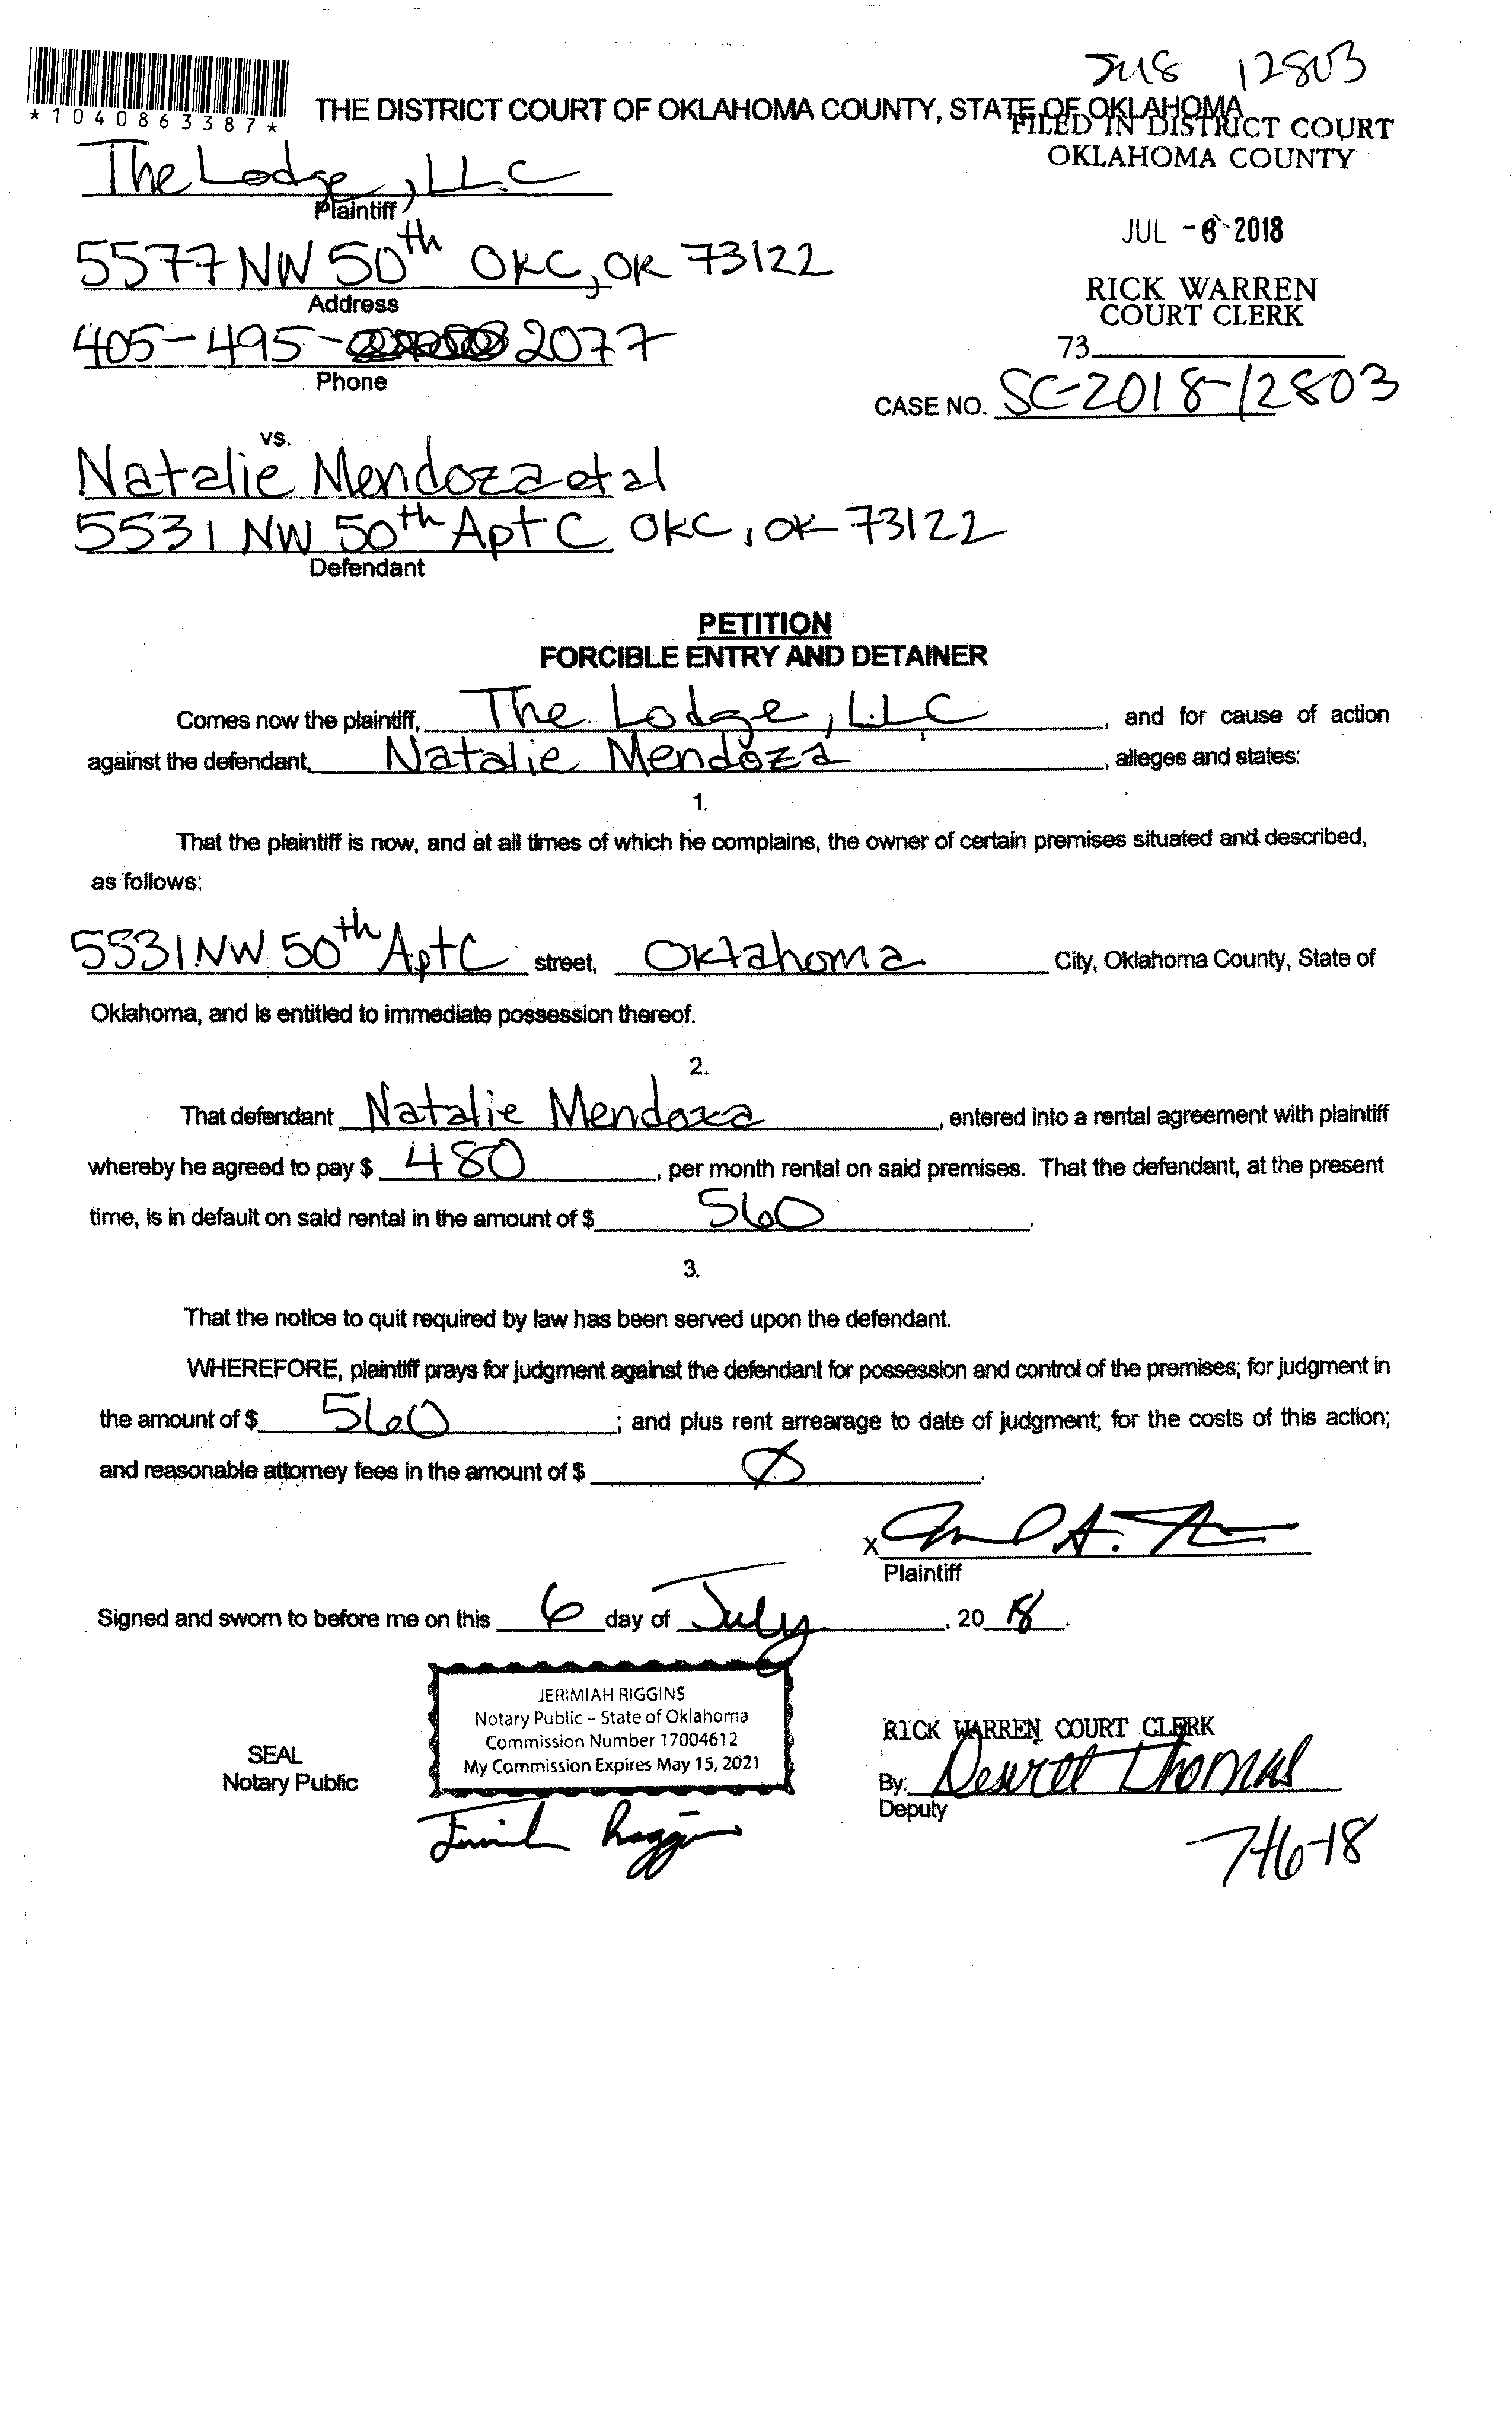 JUS 12803
*1040863387*
THE DISTRICT COURT OF OKLAHOMA COUNTY, STATE OF OKLAHOMA
FILED IN DISTRICT COURT
OKLAHOMA COUNTY
The Lodge, LLC
Plaintiff
JUL - 6 2018
5577 NW 50th OKC, OK 73122
Address
RICK WARREN
COURT CLERK
405-495- 2077
Phone
73
CASE NO. SC-2018-12803
vs.
Natalie Mendoza et al
5531 NW 50th Apt C OKC, OK 73122
Defendant
PETITION
FORCIBLE ENTRY AND DETAINER
Comes now the plaintiff, The Lodge, LLC, and for cause of action
against the defendant, Natalie Mendoza, alleges and states:
1.
That the plaintiff is now, and at all times of which he complains, the owner of certain premises situated and described,
as follows:
5531 NW 50th Apt C street, Oklahoma City, Oklahoma County, State of
Oklahoma, and is entitled to immediate possession thereof.
2.
That defendant Natalie Mendoza, entered into a rental agreement with plaintiff
whereby he agreed to pay $ 480, per month rental on said premises. That the defendant, at the present
time, is in default on said rental in the amount of $ 560.
3.
That the notice to quit required by law has been served upon the defendant.
WHEREFORE, plaintiff prays for judgment against the defendant for possession and control of the premises; for judgment in
the amount of $ 560; and plus rent arrearage to date of judgment; for the costs of this action;
and reasonable attorney fees in the amount of $ Ø.
X
Plaintiff
Signed and sworn to before me on this 6 day of July, 20 18.
JERIMIAH RIGGINS
Notary Public – State of Oklahoma
Commission Number 17004612
My Commission Expires May 15, 2021
SEAL
Notary Public
RICK WARREN COURT CLERK
By: Thomas
Deputy
7-6-18